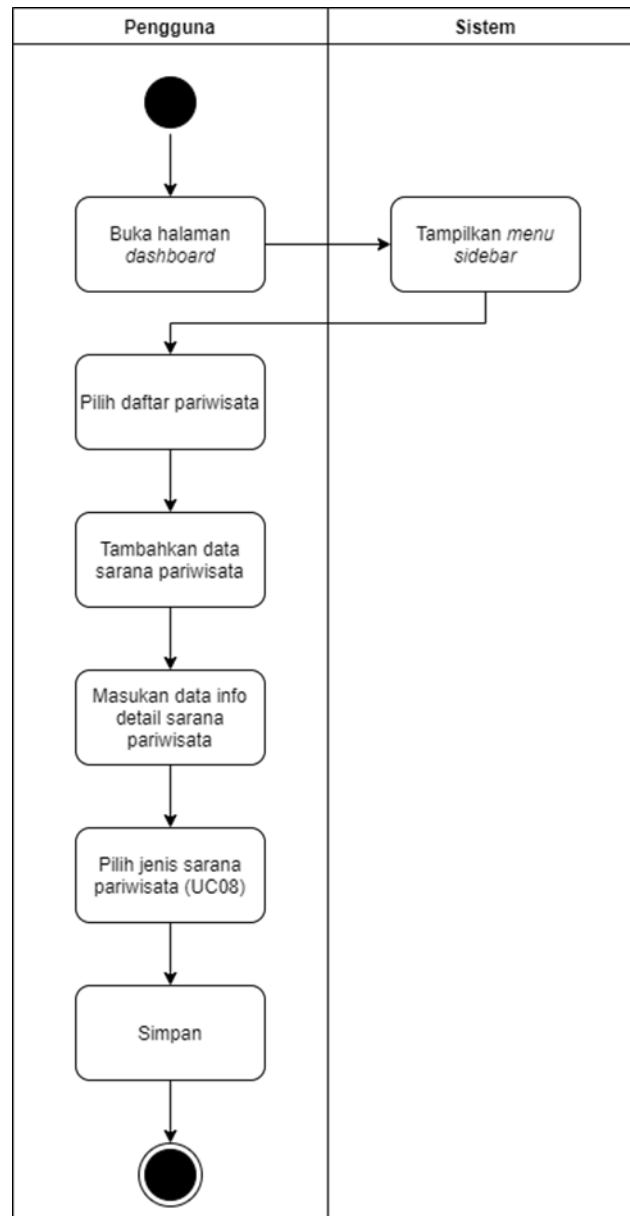 Pengguna
Sistem
Buka halaman
dashboard
Tampilkan menu
sidebar
Pilih daftar pariwisata
Tambahkan data
sarana pariwisata
Masukan data info
detail sarana
pariwisata
Pilih jenis sarana
pariwisata (UC08)
Simpan